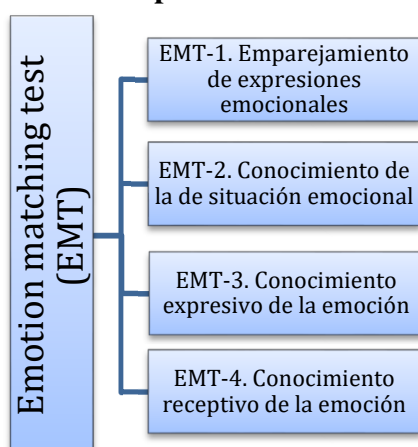 Emotion matching test
(EMT)
EMT-1. Emparejamiento
de expresiones
emocionales
EMT-2. Conocimiento de
la de situación emocional
EMT-3. Conocimiento
expresivo de la emoción
EMT-4. Conocimiento
receptivo de la emoción